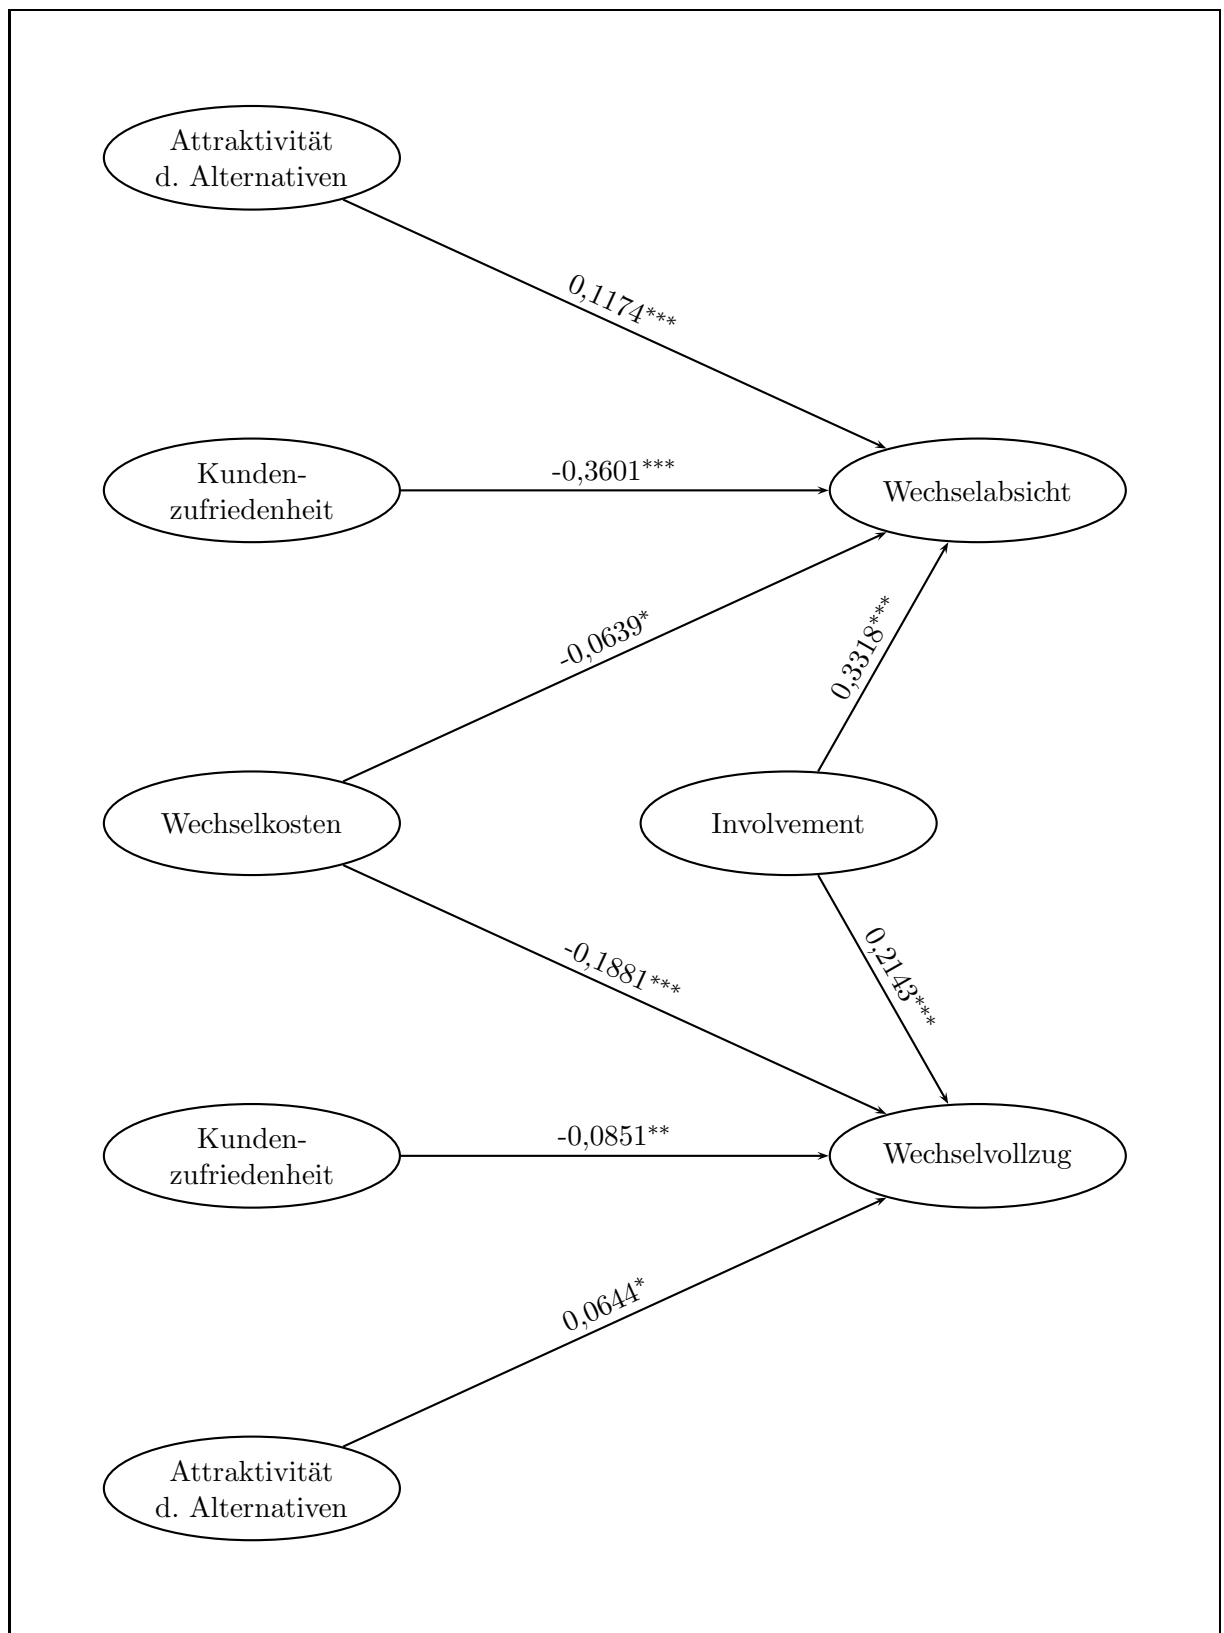 Attraktivität
d. Alternativen
0,1174***
Kunden-
zufriedenheit
-0,3601***
Wechselabsicht
-0,0639*
0,3318***
Wechselkosten
Involvement
-0,1881***
0,2143***
Kunden-
zufriedenheit
-0,0851**
Wechselvollzug
0,0644*
Attraktivität
d. Alternativen